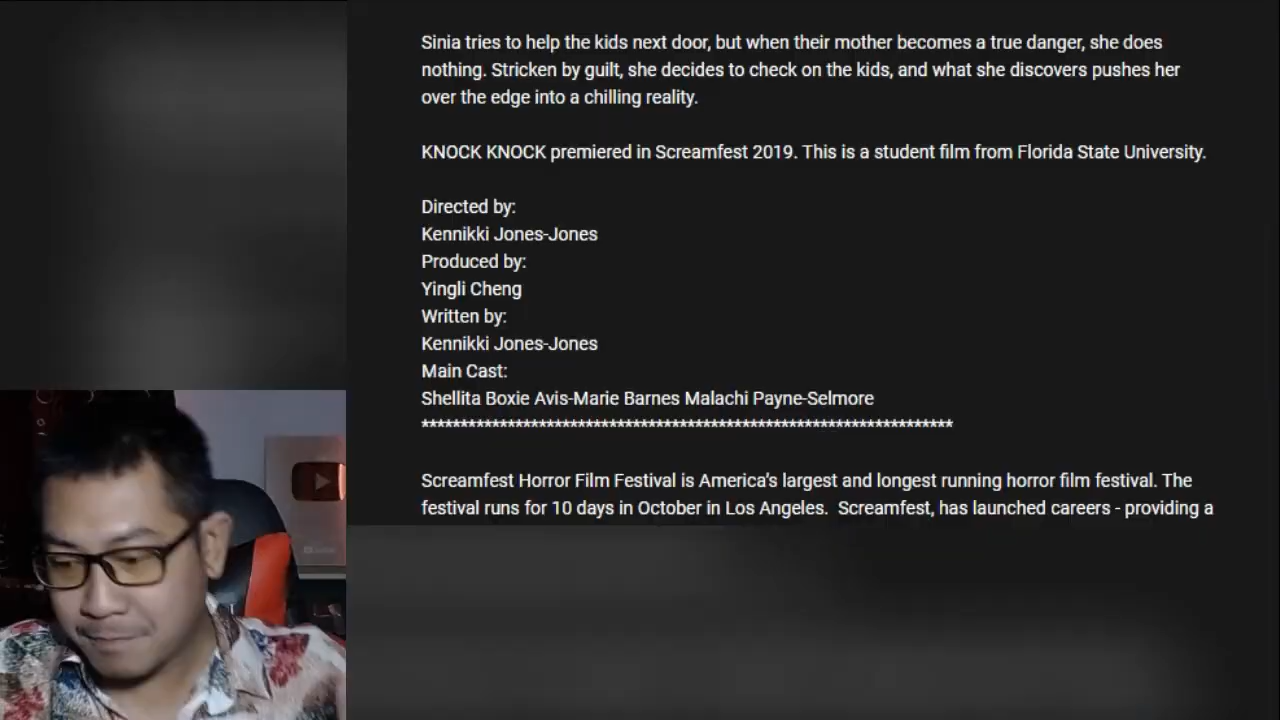 Sinia tries to help the kids next door, but when their mother becomes a true danger, she does
nothing. Stricken by guilt, she decides to check on the kids, and what she discovers pushes her
over the edge into a chilling reality.
KNOCK KNOCK premiered in Screamfest 2019. This is a student film from Florida State University.
Directed by:
Kennikki Jones-Jones
Produced by:
Yingli Cheng
Written by:
Kennikki Jones-Jones
Main Cast:
Shellita Boxie Avis-Marie Barnes Malachi Payne-Selmore
****************************************************************************
Screamfest Horror Film Festival is America's largest and longest running horror film festival. The
festival runs for 10 days in October in Los Angeles.  Screamfest, has launched careers - providing a